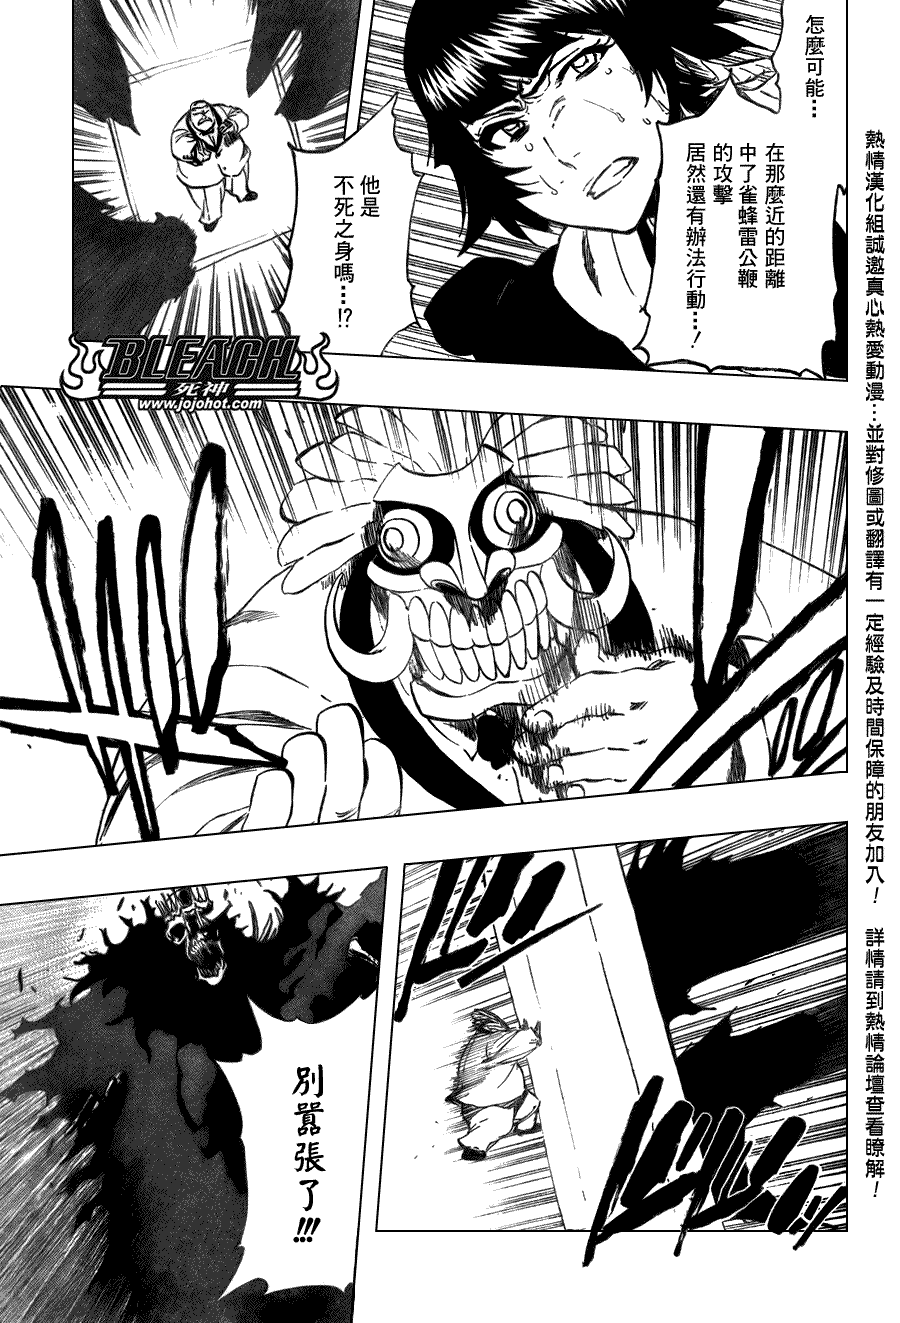 怎麼可能…
在那麼近的距離
中了雀蜂雷公鞭
的攻擊
居然還有辦法行動…!
他是
不死之身嗎…!?
BLEACH
死神
www.jojohot.com
別囂張了!!!
熱情漢化組誠邀真心熱愛動漫…並對修圖或翻譯有一定經驗及時間保障的朋友加入! 詳情請到熱情論壇查看瞭解!